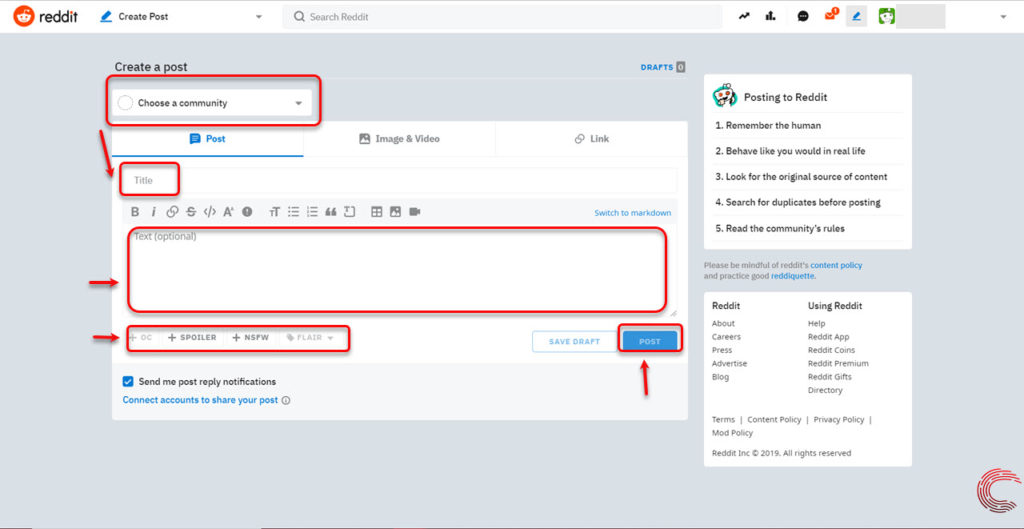 reddit Create Post Search Reddit 1
Create a post DRAFTS 0
Choose a community
Post Image & Video Link
Title
Switch to markdown
Text (optional)
+ OC + SPOILER + NSFW FLAIR SAVE DRAFT POST
Send me post reply notifications
Connect accounts to share your post
Posting to Reddit
1. Remember the human
2. Behave like you would in real life
3. Look for the original source of content
4. Search for duplicates before posting
5. Read the community's rules
Please be mindful of reddit's content policy
and practice good reddiquette.
Reddit Using Reddit
About Help
Careers Reddit App
Press Reddit Coins
Advertise Reddit Premium
Blog Reddit Gifts
Directory
Terms | Content Policy | Privacy Policy |
Mod Policy
Reddit Inc © 2019. All rights reserved